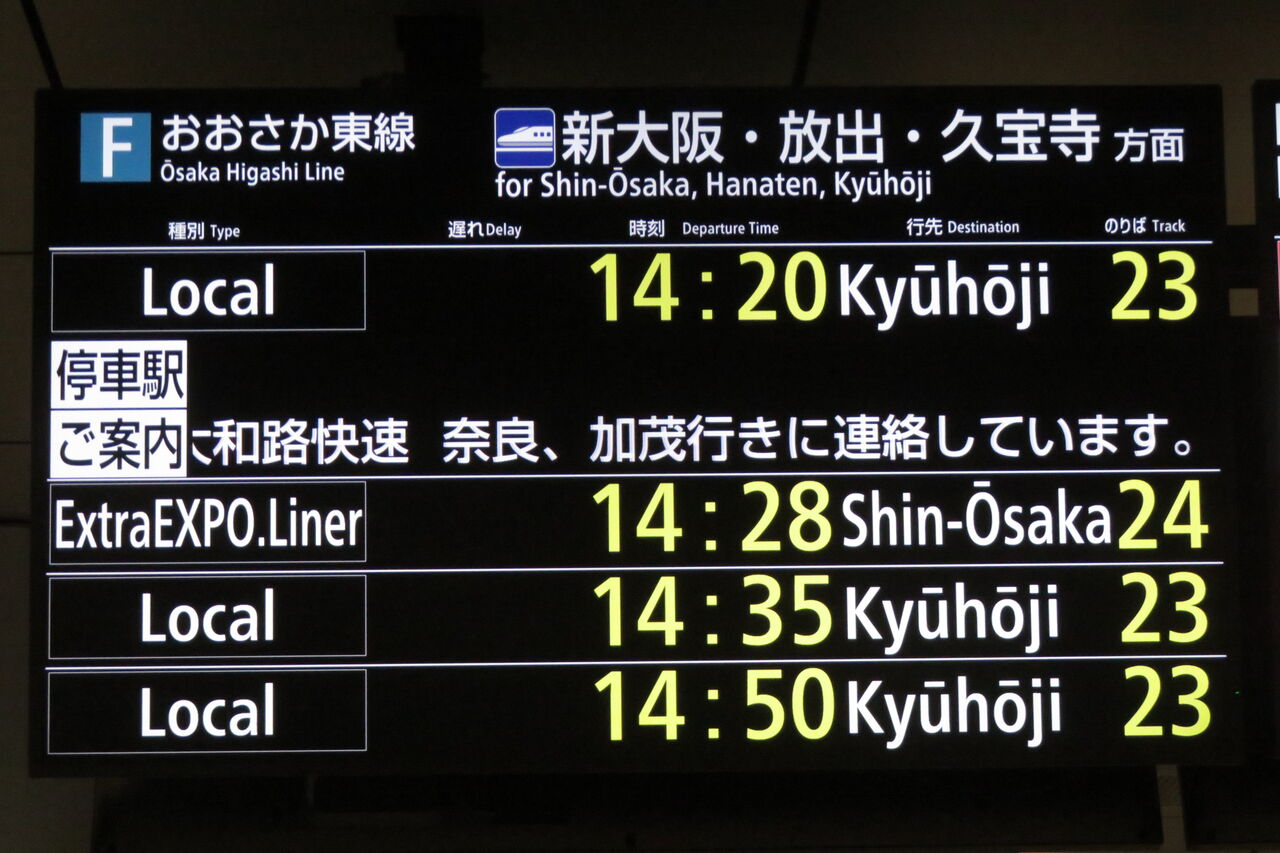 F おおさか東線 新大阪・放出・久宝寺 方面
Ōsaka Higashi Line for Shin-Ōsaka, Hanaten, Kyūhōji
種別 Type 遅れ Delay 時刻 Departure Time 行先 Destination のりば Track
Local 14:20 Kyūhōji 23
停車駅
ご案内 大和路快速 奈良、加茂行きに連絡しています。
ExtraEXPO.Liner 14:28 Shin-Ōsaka 24
Local 14:35 Kyūhōji 23
Local 14:50 Kyūhōji 23